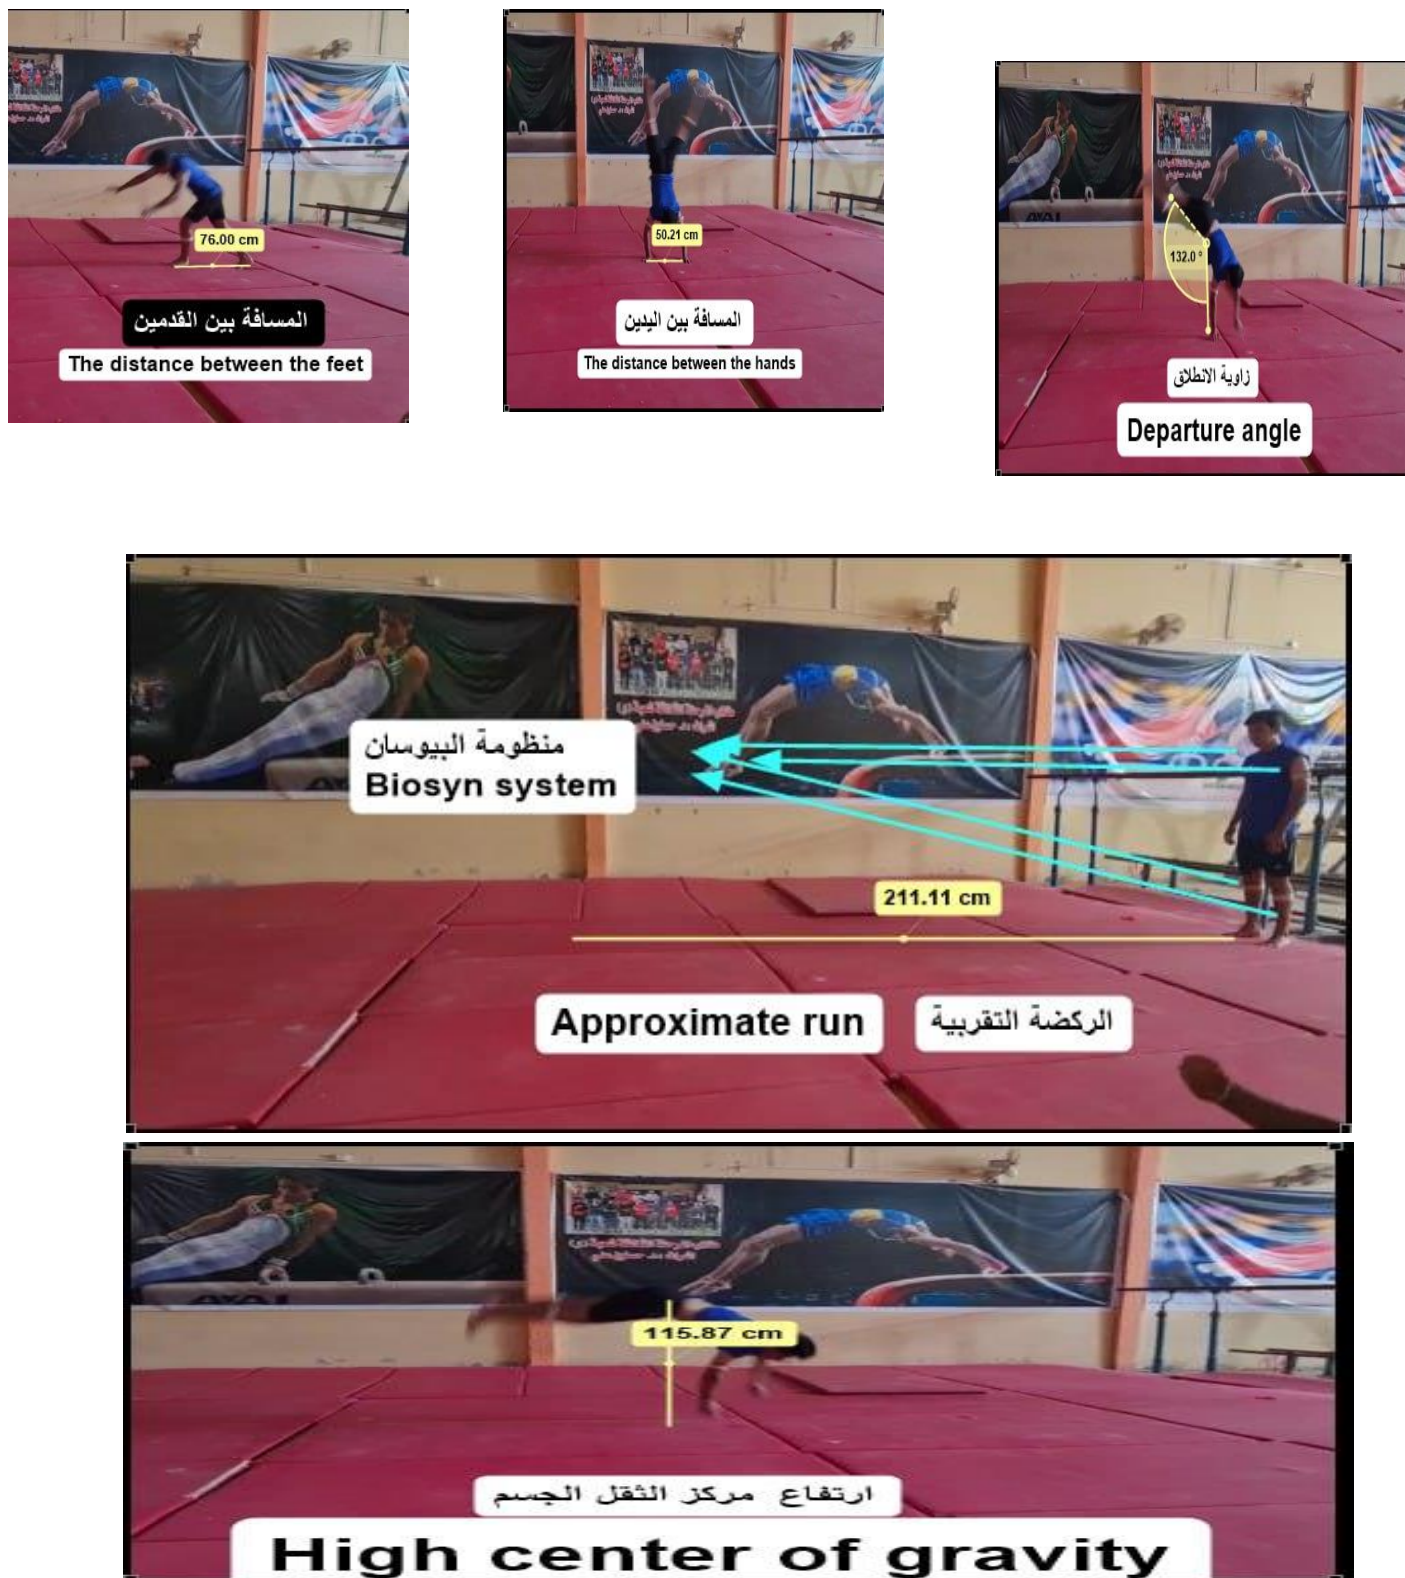 76.00 cm
المسافة بين القدمين
The distance between the feet
50.21 cm
المسافة بين اليدين
The distance between the hands
132.0 °
زاوية الانطلاق
Departure angle
منظومة البيوسان
Biosyn system
211.11 cm
Approximate run
الركضة التقربية
115.87 cm
ارتفاع مركز الثقل الجسم
High center of gravity